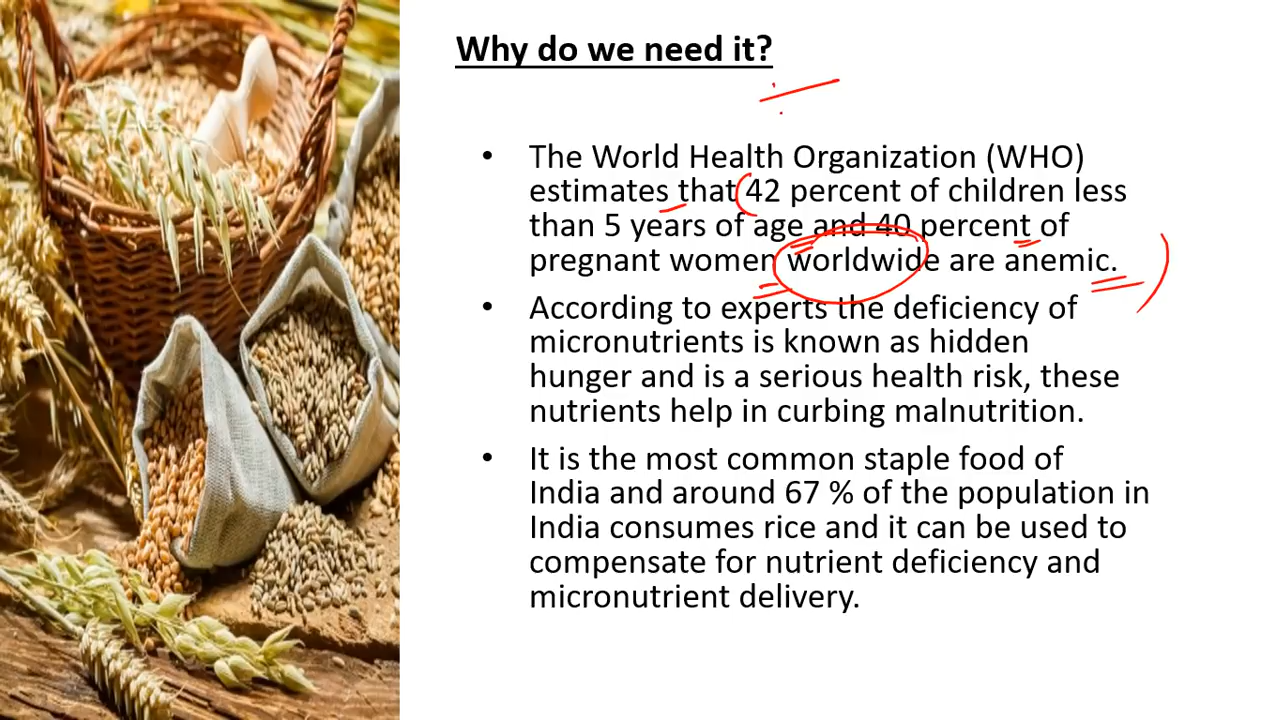 Why do we need it?
• The World Health Organization (WHO)
estimates that 42 percent of children less
than 5 years of age and 40 percent of
pregnant women worldwide are anemic.
• According to experts the deficiency of
micronutrients is known as hidden
hunger and is a serious health risk, these
nutrients help in curbing malnutrition.
• It is the most common staple food of
India and around 67 % of the population in
India consumes rice and it can be used to
compensate for nutrient deficiency and
micronutrient delivery.